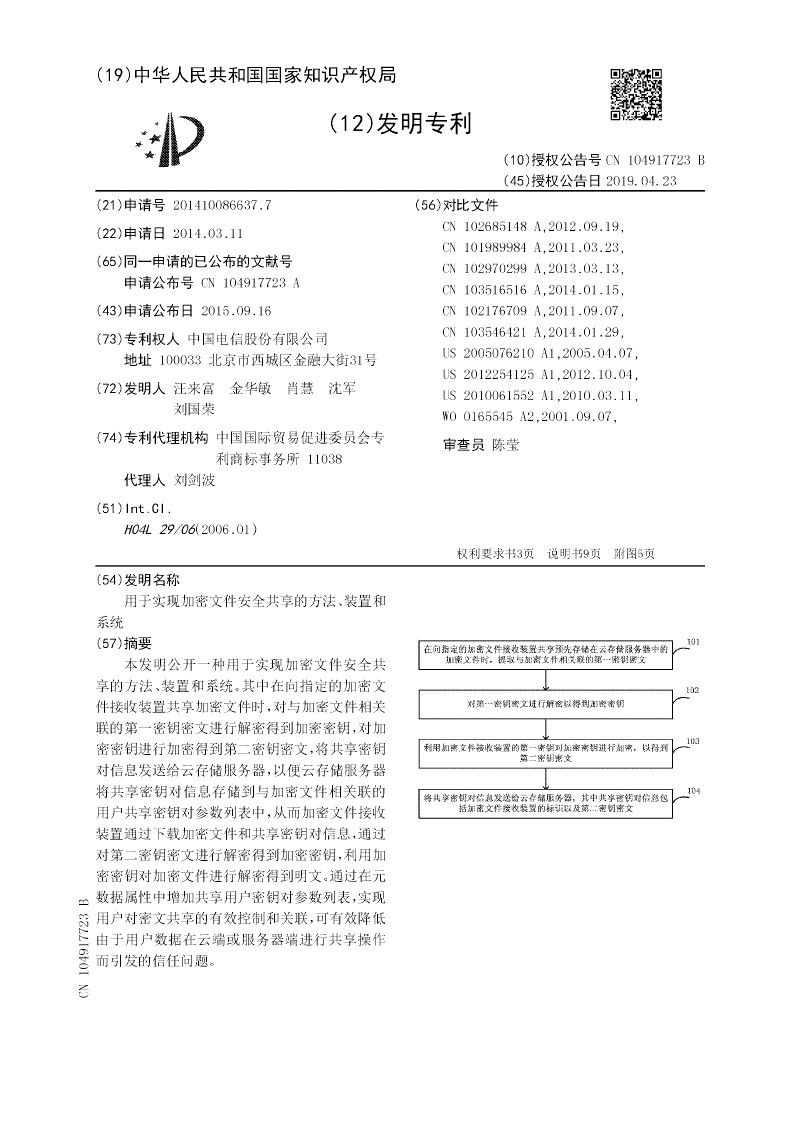 (19)中华人民共和国国家知识产权局
(12)发明专利
(10)授权公告号 CN 104917723 B
(45)授权公告日 2019.04.23
(21)申请号 201410086637.7
(22)申请日 2014.03.11
(65)同一申请的已公布的文献号
申请公布号 CN 104917723 A
(43)申请公布日 2015.09.16
(73)专利权人 中国电信股份有限公司
地址 100033 北京市西城区金融大街31号
(72)发明人 汪来富 金华敏 肖慧 沈军
刘国荣
(74)专利代理机构 中国国际贸易促进委员会专
利商标事务所 11038
代理人 刘剑波
(51)Int.Cl.
H04L 29/06(2006.01)
(56)对比文件
CN 102685148 A,2012.09.19,
CN 101989984 A,2011.03.23,
CN 102970299 A,2013.03.13,
CN 103516516 A,2014.01.15,
CN 102176709 A,2011.09.07,
CN 103546421 A,2014.01.29,
US 2005076210 A1,2005.04.07,
US 2012254125 A1,2012.10.04,
US 2010061552 A1,2010.03.11,
WO 0165545 A2,2001.09.07,
审查员 陈莹
权利要求书3页 说明书9页 附图5页
(54)发明名称
用于实现加密文件安全共享的方法、装置和
系统
(57)摘要
本发明公开一种用于实现加密文件安全共
享的方法、装置和系统。其中在向指定的加密文
件接收装置共享加密文件时,对与加密文件相关
联的第一密钥密文进行解密得到加密密钥,对加
密密钥进行加密得到第二密钥密文,将共享密钥
对信息发送给云存储服务器,以便云存储服务器
将共享密钥对信息存储到与加密文件相关联的
用户共享密钥对参数列表中,从而加密文件接收
装置通过下载加密文件和共享密钥对信息,通过
对第二密钥密文进行解密得到加密密钥,利用加
密密钥对加密文件进行解密得到明文。通过在元
数据属性中增加共享用户密钥对参数列表,实现
用户对密文共享的有效控制和关联,可有效降低
由于用户数据在云端或服务器端进行共享操作
而引发的信任问题。
在向指定的加密文件接收装置共享预先存储在云存储服务器中的
加密文件时，提取与加密文件相关联的第一密钥密文
101
对第一密钥密文进行解密以得到加密密钥
102
利用加密文件接收装置的第一密钥对加密密钥进行加密，以得到
第二密钥密文
103
将共享密钥对信息发送给云存储服务器，其中共享密钥对信息包
括加密文件接收装置的标识以及第二密钥密文
104
CN 104917723 B